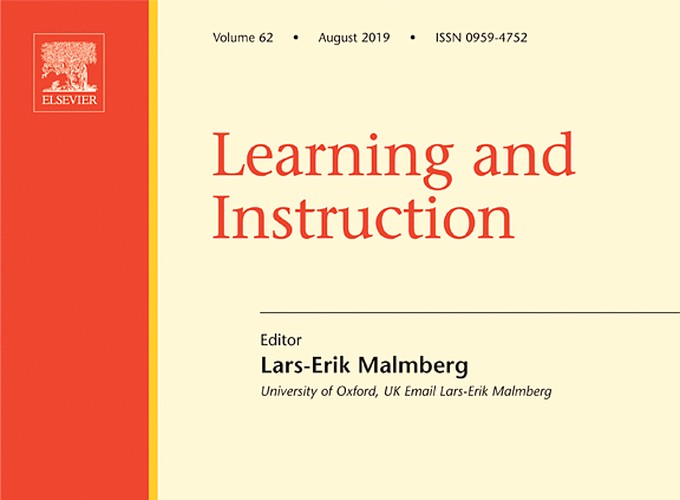 ELSEVIER
Volume 62 • August 2019 • ISSN 0959-4752
Learning and
Instruction
Editor
Lars-Erik Malmberg
University of Oxford, UK Email Lars-Erik Malmberg